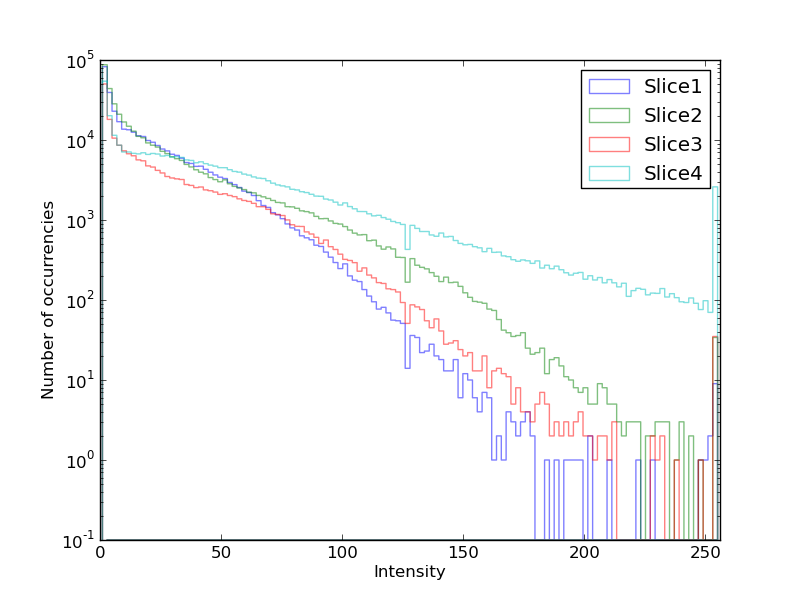 Slice1
Slice2
Slice3
Slice4
Number of occurrencies
10^5
10^4
10^3
10^2
10^1
10^0
10^-1
0 50 100 150 200 250
Intensity